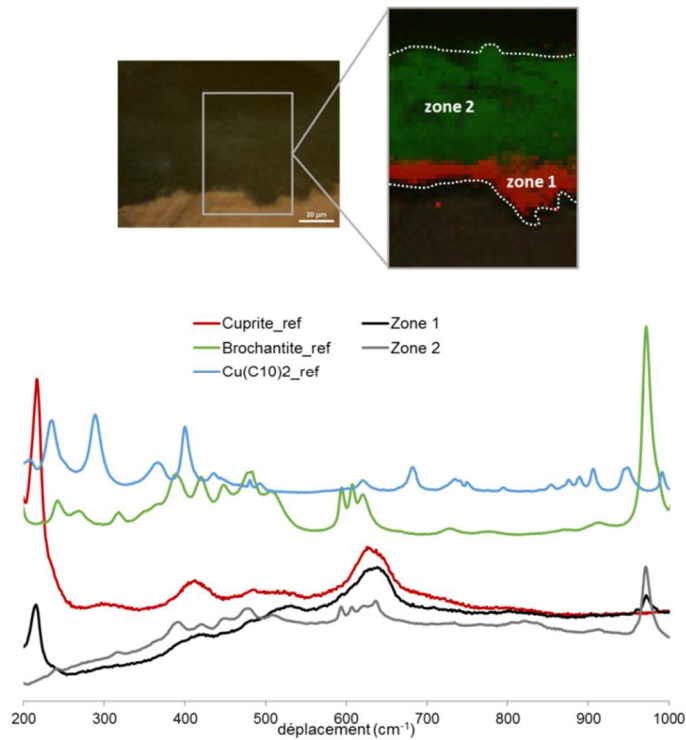 zone 2
zone 1
20 µm
Cuprite_ref
Zone 1
Brochantite_ref
Zone 2
Cu(C10)2_ref
200 300 400 500 600 700 800 900 1000
déplacement (cm⁻¹)